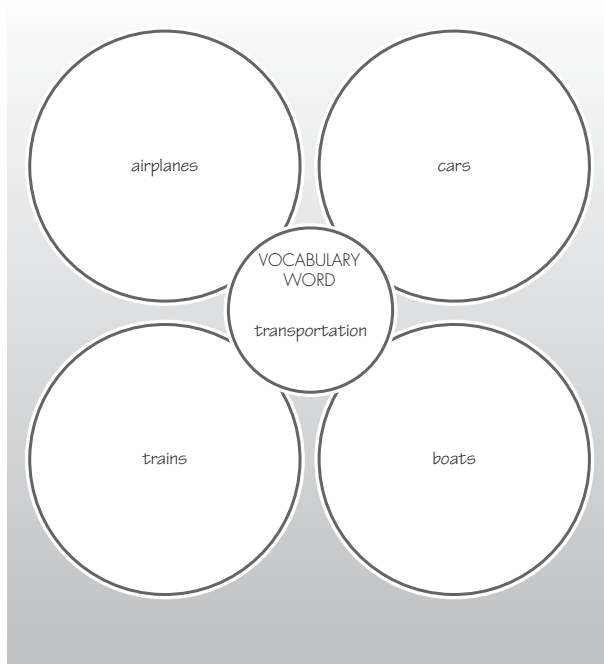 airplanes
cars
VOCABULARY
WORD
transportation
trains
boats